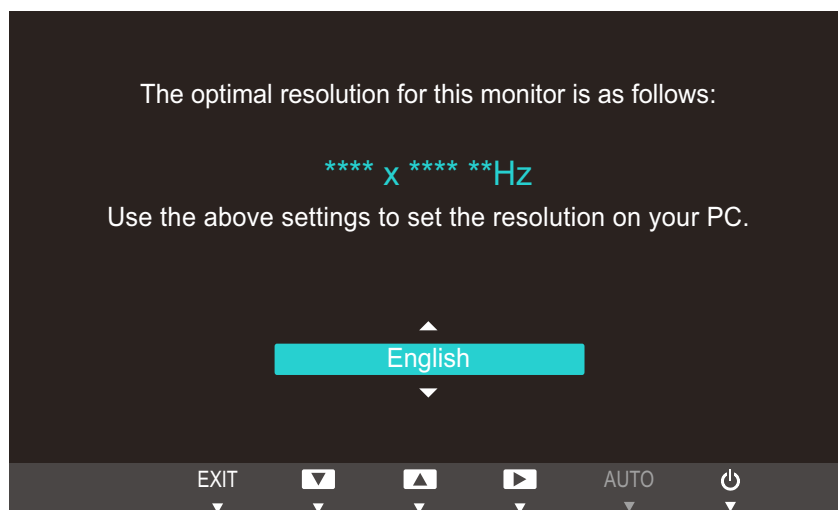 The optimal resolution for this monitor is as follows:
**** x **** **Hz
Use the above settings to set the resolution on your PC.
English
EXIT AUTO